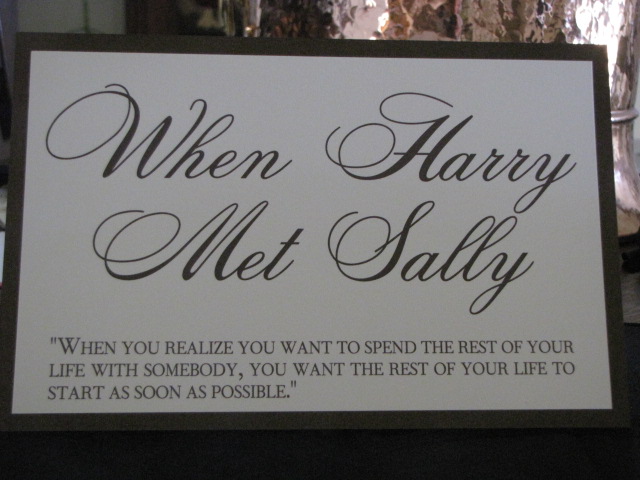 When Harry
Met Sally
"WHEN YOU REALIZE YOU WANT TO SPEND THE REST OF YOUR
LIFE WITH SOMEBODY, YOU WANT THE REST OF YOUR LIFE TO
START AS SOON AS POSSIBLE."